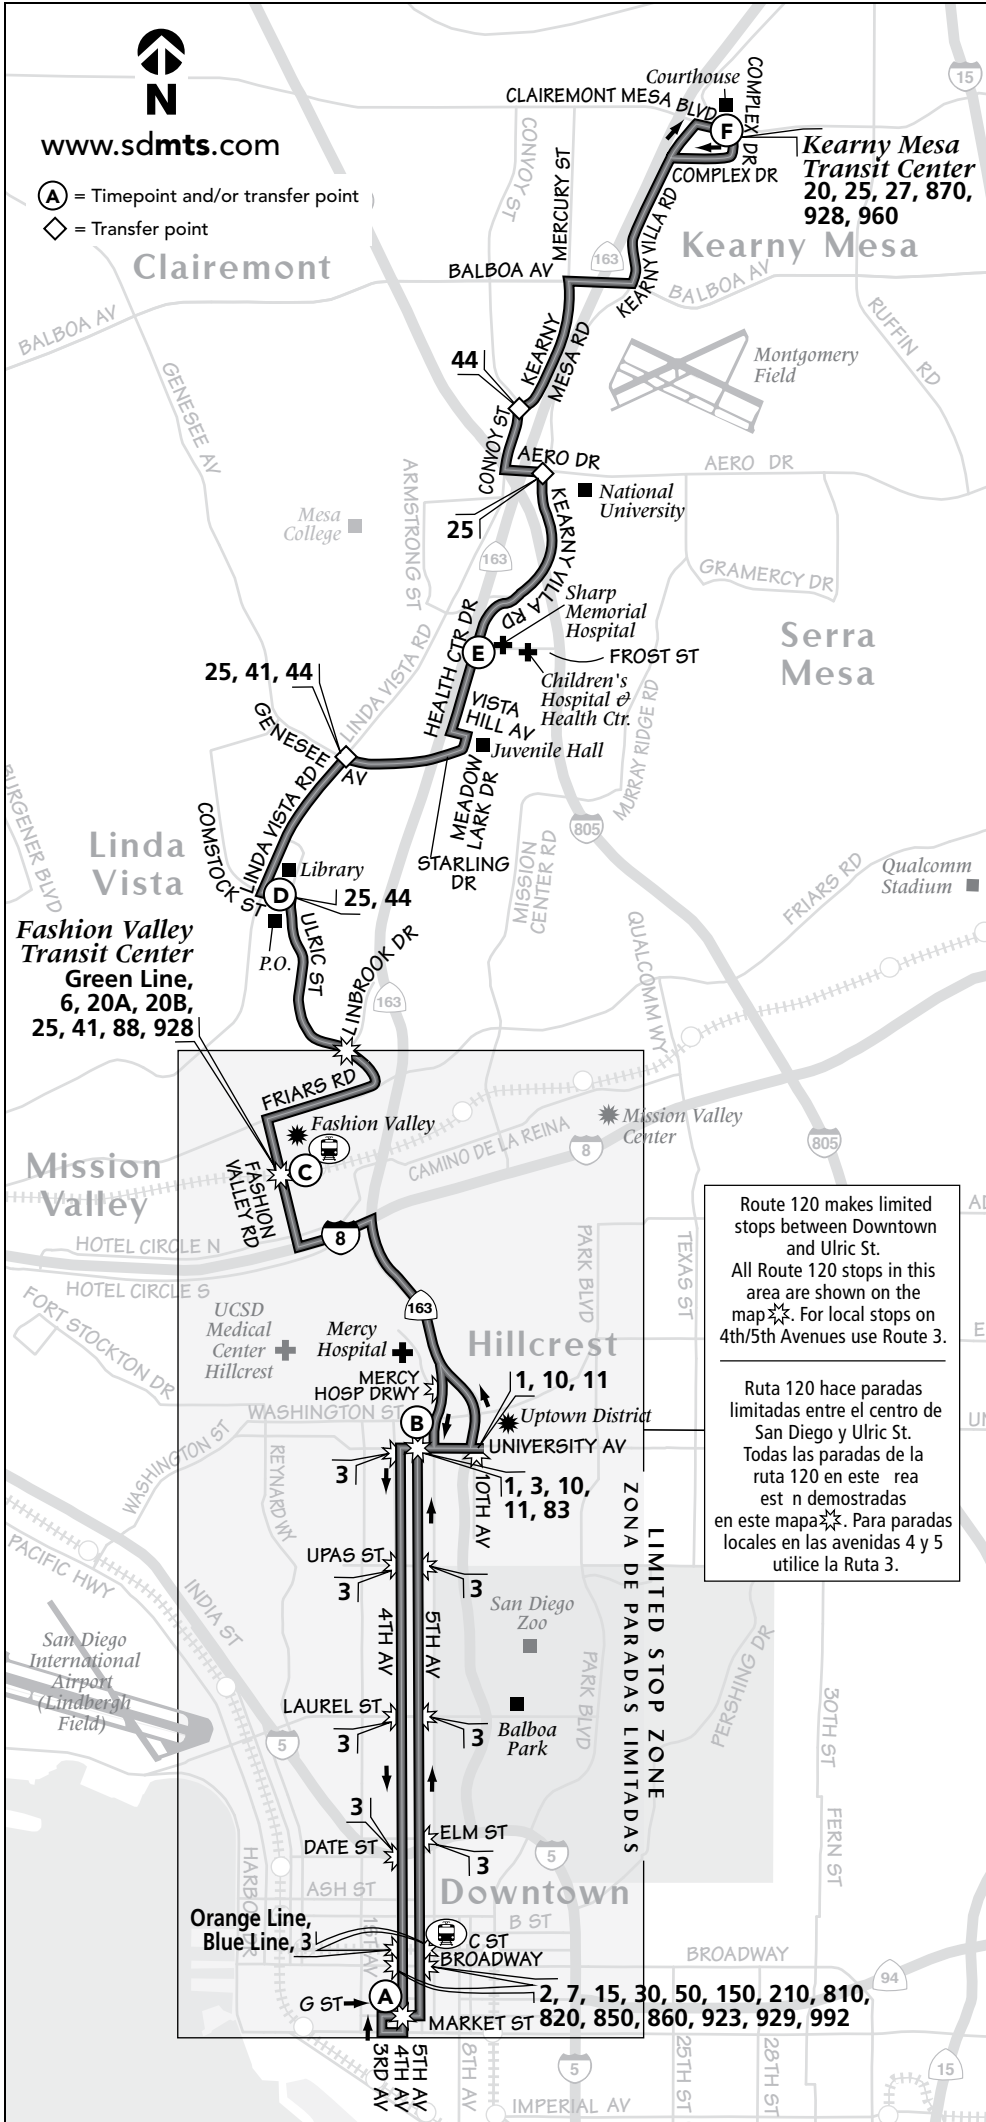 N
www.sdmts.com
A = Timepoint and/or transfer point
= Transfer point
Courthouse
COMPLEX DR
15
CLAIREMONT MESA BLVD
F
Kearny Mesa
Transit Center
20, 25, 27, 870,
928, 960
COMPLEX DR
CONVOY ST
MERCURY ST
KEARNY VILLA RD
Clairemont
163
Kearny Mesa
BALBOA AV
BALBOA AV
BALBOA AV
RUFFIN RD
KEARNY
MESA RD
Montgomery
Field
44
GENESEE AV
CONVOY ST
AERO DR
AERO DR
ARMSTRONG ST
National
University
Mesa
College
25
KEARNY VILLA RD
163
GRAMERCY DR
Sharp
Memorial
Hospital
HEALTH CTR DR
E
FROST ST
Serra
Mesa
LINDA VISTA RD
25, 41, 44
Children's
Hospital &
Health Ctr.
VISTA
HILL AV
MURRAY RIDGE RD
GENESEE
AV
Juvenile Hall
MEADOW
LARK DR
BURGENER BLVD
LINDA VISTA RD
COMSTOCK ST
805
Linda
Vista
MISSION
CENTER RD
STARLING
DR
Library
D
25, 44
FRIARS RD
Qualcomm
Stadium
Fashion Valley
Transit Center
Green Line,
6, 20A, 20B,
25, 41, 88, 928
P.O.
ULRIC ST
LINBROOK DR
QUALCOMM WY
163
FRIARS RD
Fashion Valley
Mission Valley
Center
CAMINO DE LA REINA
8
805
C
Mission
Valley
FASHION
VALLEY RD
8
HOTEL CIRCLE N
HOTEL CIRCLE S
PARK BLVD
TEXAS ST
AD
Route 120 makes limited
stops between Downtown
and Ulric St.
All Route 120 stops in this
area are shown on the
map . For local stops on
4th/5th Avenues use Route 3.
FORT STOCKTON DR
163
UCSD
Medical
Center
Hillcrest
Mercy
Hospital
Hillcrest
E
MERCY
HOSP DRWY
1, 10, 11
WASHINGTON ST
WASHINGTON ST
B
Uptown District
UNIVERSITY AV
UN
Ruta 120 hace paradas
limitadas entre el centro de
San Diego y Ulric St.
Todas las paradas de la
ruta 120 en este rea
est n demostradas
en este mapa . Para paradas
locales en las avenidas 4 y 5
utilice la Ruta 3.
3
REYNARD WY
1, 3, 10,
11, 83
10TH AV
LIMITED STOP ZONE
ZONA DE PARADAS LIMITADAS
PACIFIC HWY
INDIA ST
UPAS ST
3
3
4TH AV
5TH AV
San Diego
Zoo
San Diego
International
Airport
(Lindbergh
Field)
PARK BLVD
PERSHING DR
30TH ST
LAUREL ST
3
3
Balboa
Park
5
3
DATE ST
ELM ST
3
5
FERN ST
HARBOR DR
ASH ST
Downtown
B ST
Orange Line,
Blue Line, 3
1ST AV
C ST
BROADWAY
BROADWAY
94
A
G ST
2, 7, 15, 30, 50, 150, 210, 810,
820, 850, 860, 923, 929, 992
MARKET ST
3RD AV
4TH AV
5TH AV
8TH AV
5
25TH ST
28TH ST
15
IMPERIAL AV